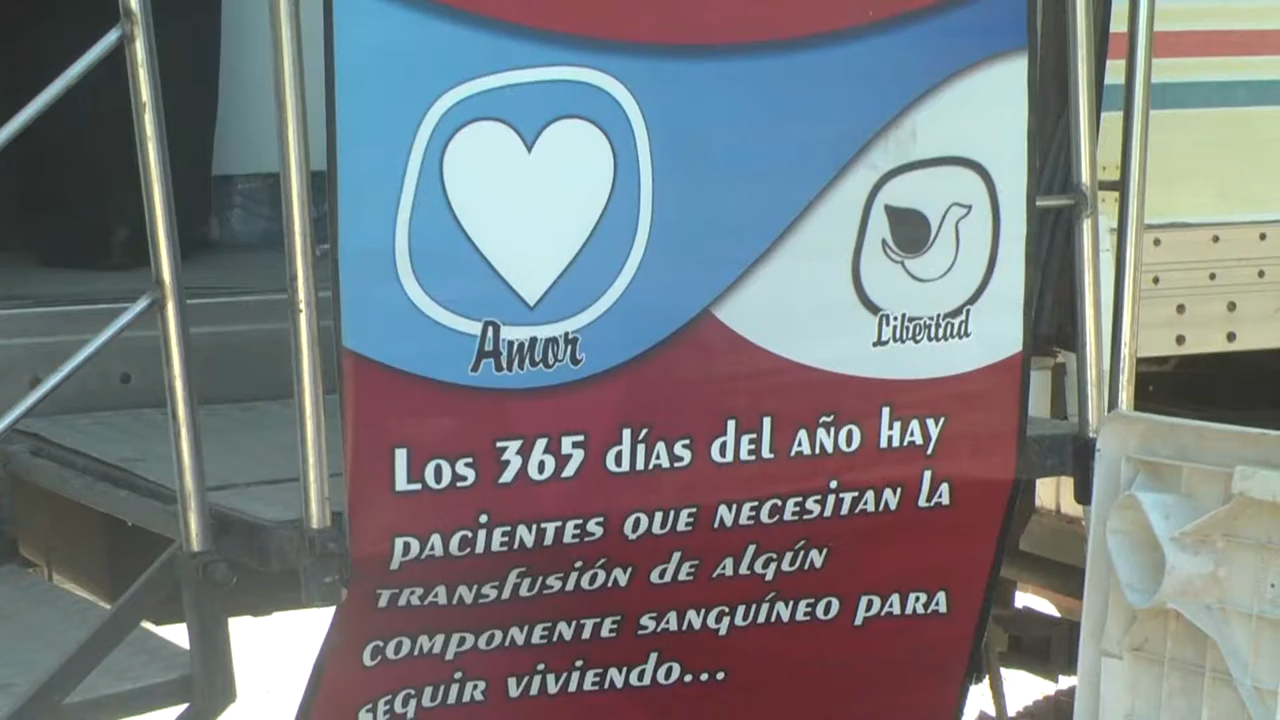 Amor
Libertad
Los 365 días del año hay
pacientes que necesitan la
transfusión de algún
componente sanguíneo para
seguir viviendo...